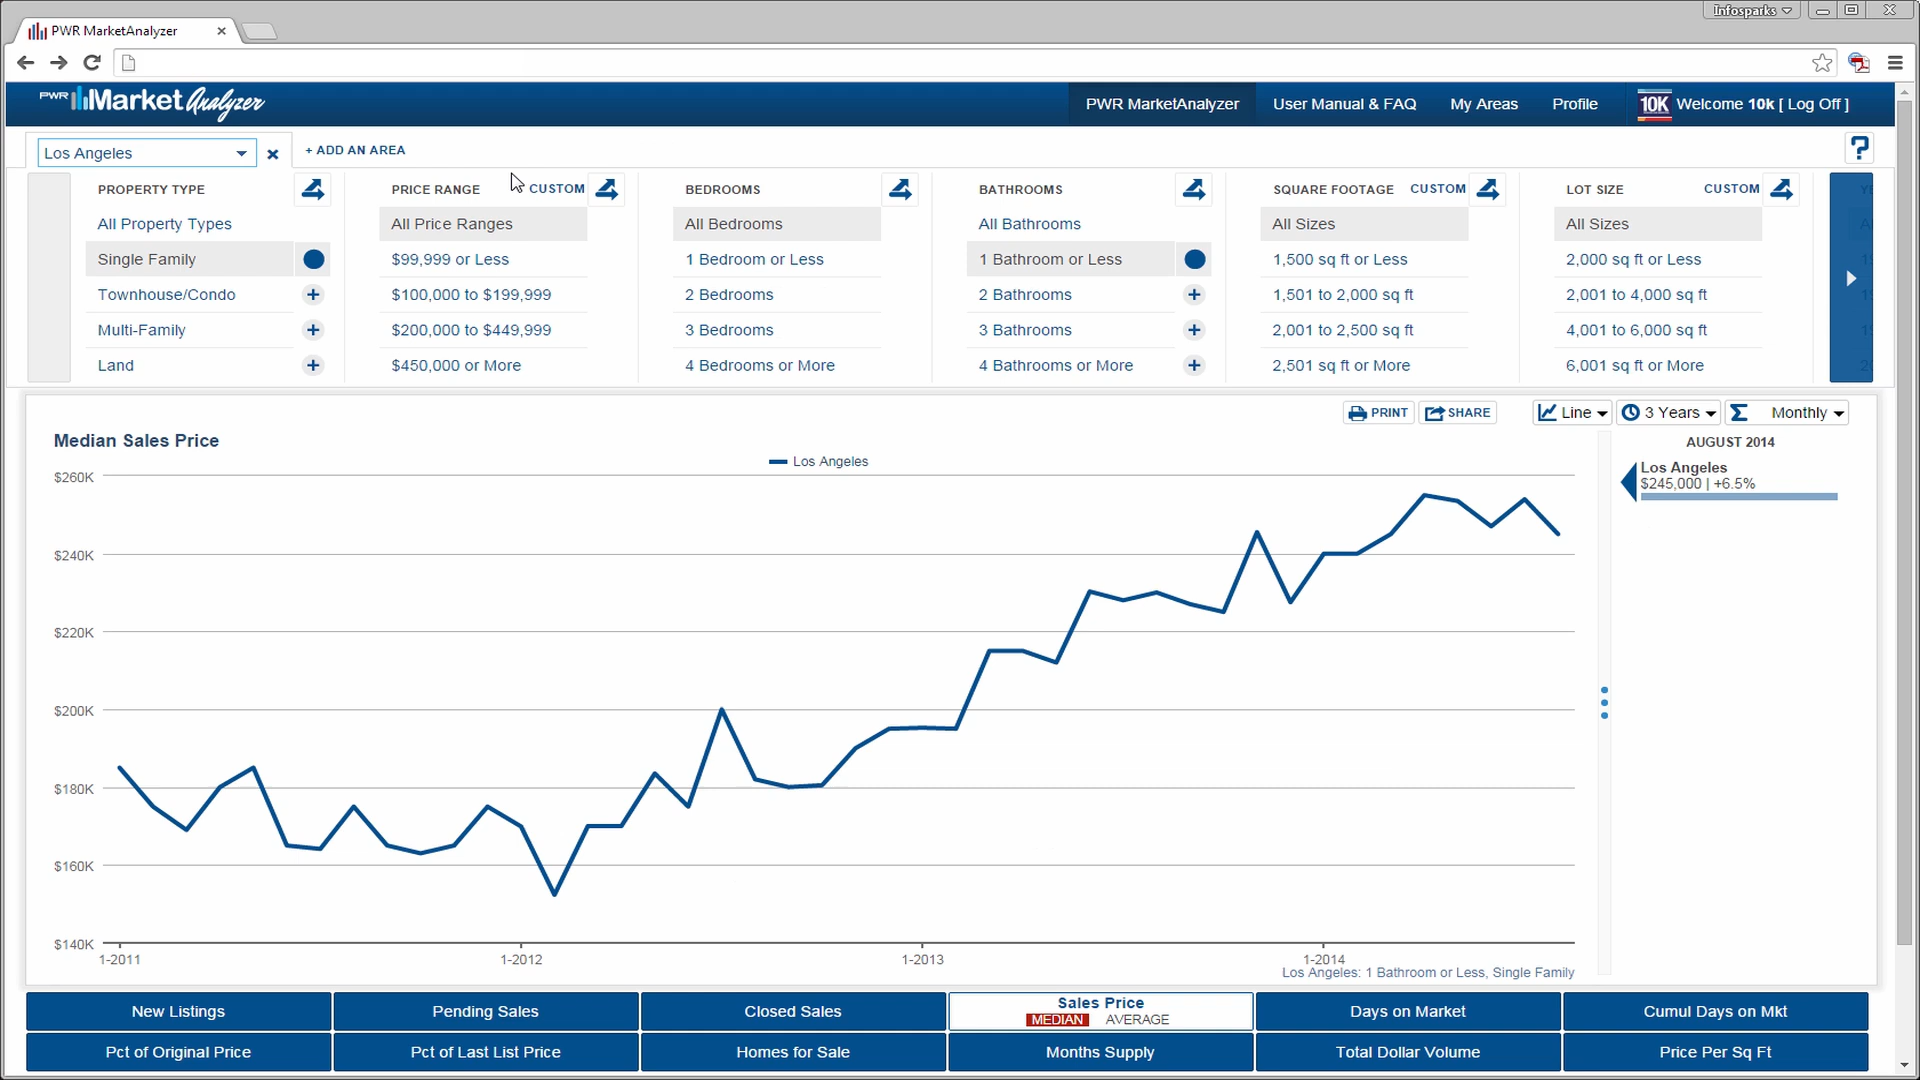 Infosparks
PWR MarketAnalyzer
PWR MarketAnalyzer
PWR MarketAnalyzer User Manual & FAQ My Areas Profile 10K Welcome 10k [ Log Off ]
Los Angeles
+ ADD AN AREA
?
PROPERTY TYPE
All Property Types
Single Family
Townhouse/Condo
Multi-Family
Land
PRICE RANGE CUSTOM
All Price Ranges
$99,999 or Less
$100,000 to $199,999
$200,000 to $449,999
$450,000 or More
BEDROOMS
All Bedrooms
1 Bedroom or Less
2 Bedrooms
3 Bedrooms
4 Bedrooms or More
BATHROOMS
All Bathrooms
1 Bathroom or Less
2 Bathrooms
3 Bathrooms
4 Bathrooms or More
SQUARE FOOTAGE CUSTOM
All Sizes
1,500 sq ft or Less
1,501 to 2,000 sq ft
2,001 to 2,500 sq ft
2,501 sq ft or More
LOT SIZE CUSTOM
All Sizes
2,000 sq ft or Less
2,001 to 4,000 sq ft
4,001 to 6,000 sq ft
6,001 sq ft or More
PRINT SHARE Line 3 Years Monthly
Median Sales Price
Los Angeles
AUGUST 2014
Los Angeles
$245,000 | +6.5%
$260K
$240K
$220K
$200K
$180K
$160K
$140K
1-2011 1-2012 1-2013 1-2014
Los Angeles: 1 Bathroom or Less, Single Family
New Listings Pending Sales Closed Sales Sales Price Days on Market Cumul Days on Mkt
MEDIAN AVERAGE
Pct of Original Price Pct of Last List Price Homes for Sale Months Supply Total Dollar Volume Price Per Sq Ft